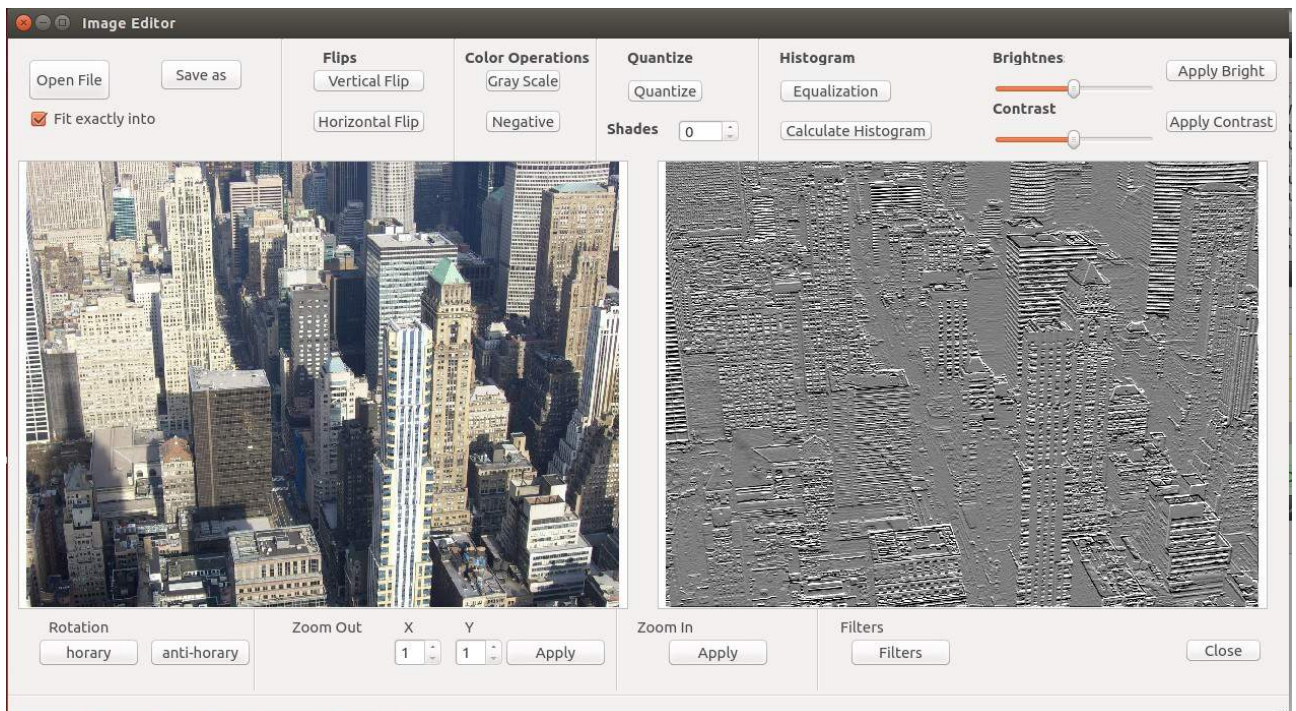 Image Editor
Open File
Save as
Fit exactly into
Flips
Vertical Flip
Horizontal Flip
Color Operations
Gray Scale
Negative
Quantize
Quantize
Shades 0
Histogram
Equalization
Calculate Histogram
Brightnes
Apply Bright
Contrast
Apply Contrast
Rotation
horary anti-horary
Zoom Out X Y
1 1 Apply
Zoom In
Apply
Filters
Filters
Close